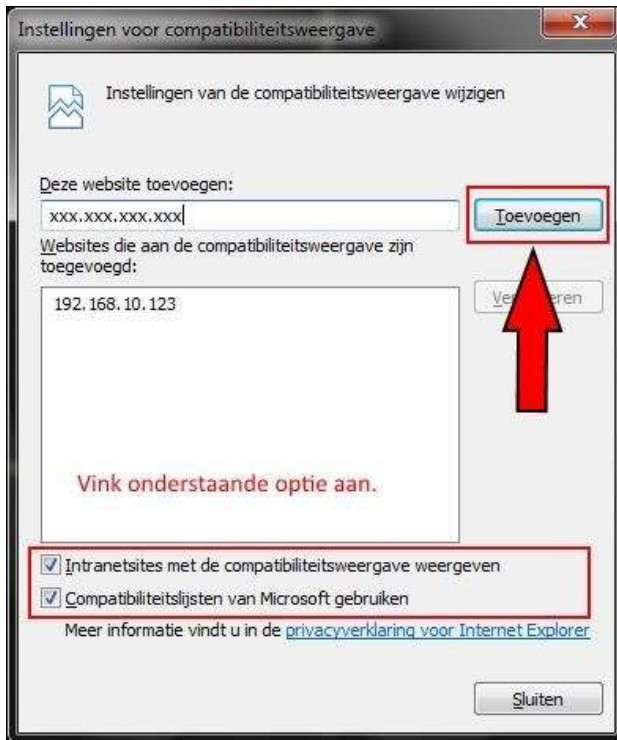 Instellingen voor compatibiliteitsweergave
Instellingen van de compatibiliteitsweergave wijzigen
Deze website toevoegen:
xxx.xxx.xxx.xxx
Toevoegen
Websites die aan de compatibiliteitsweergave zijn
toegevoegd:
192.168.10.123
Vink onderstaande optie aan.
Intranetsites met de compatibiliteitsweergave weergeven
Compatibiliteitslijsten van Microsoft gebruiken
Meer informatie vindt u in de privacyverklaring voor Internet Explorer
Sluiten